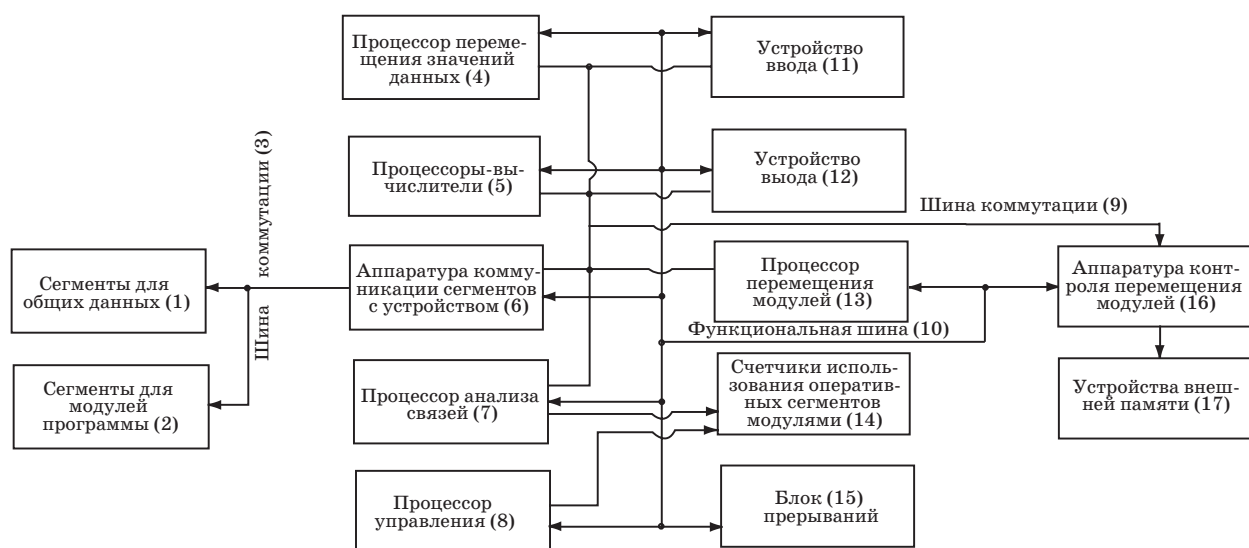 Процессор переме-
щения значений
данных (4)
Устройство
ввода (11)
Процессоры-вы-
числители (5)
Устройство
выода (12)
Шина коммутации (3)
Шина коммутации (9)
Сегменты для
общих данных (1)
Аппаратура комму-
никации сегментов
с устройством (6)
Процессор
перемещения
модулей (13)
Аппаратура конт-
роля перемещения
модулей (16)
Функциональная шина (10)
Сегменты для
модулей
программы (2)
Процессор анализа
связей (7)
Счетчики исполь-
зования оператив-
ных сегментов
модулями (14)
Устройства внеш-
ней памяти (17)
Процессор
управления (8)
Блок (15)
прерываний